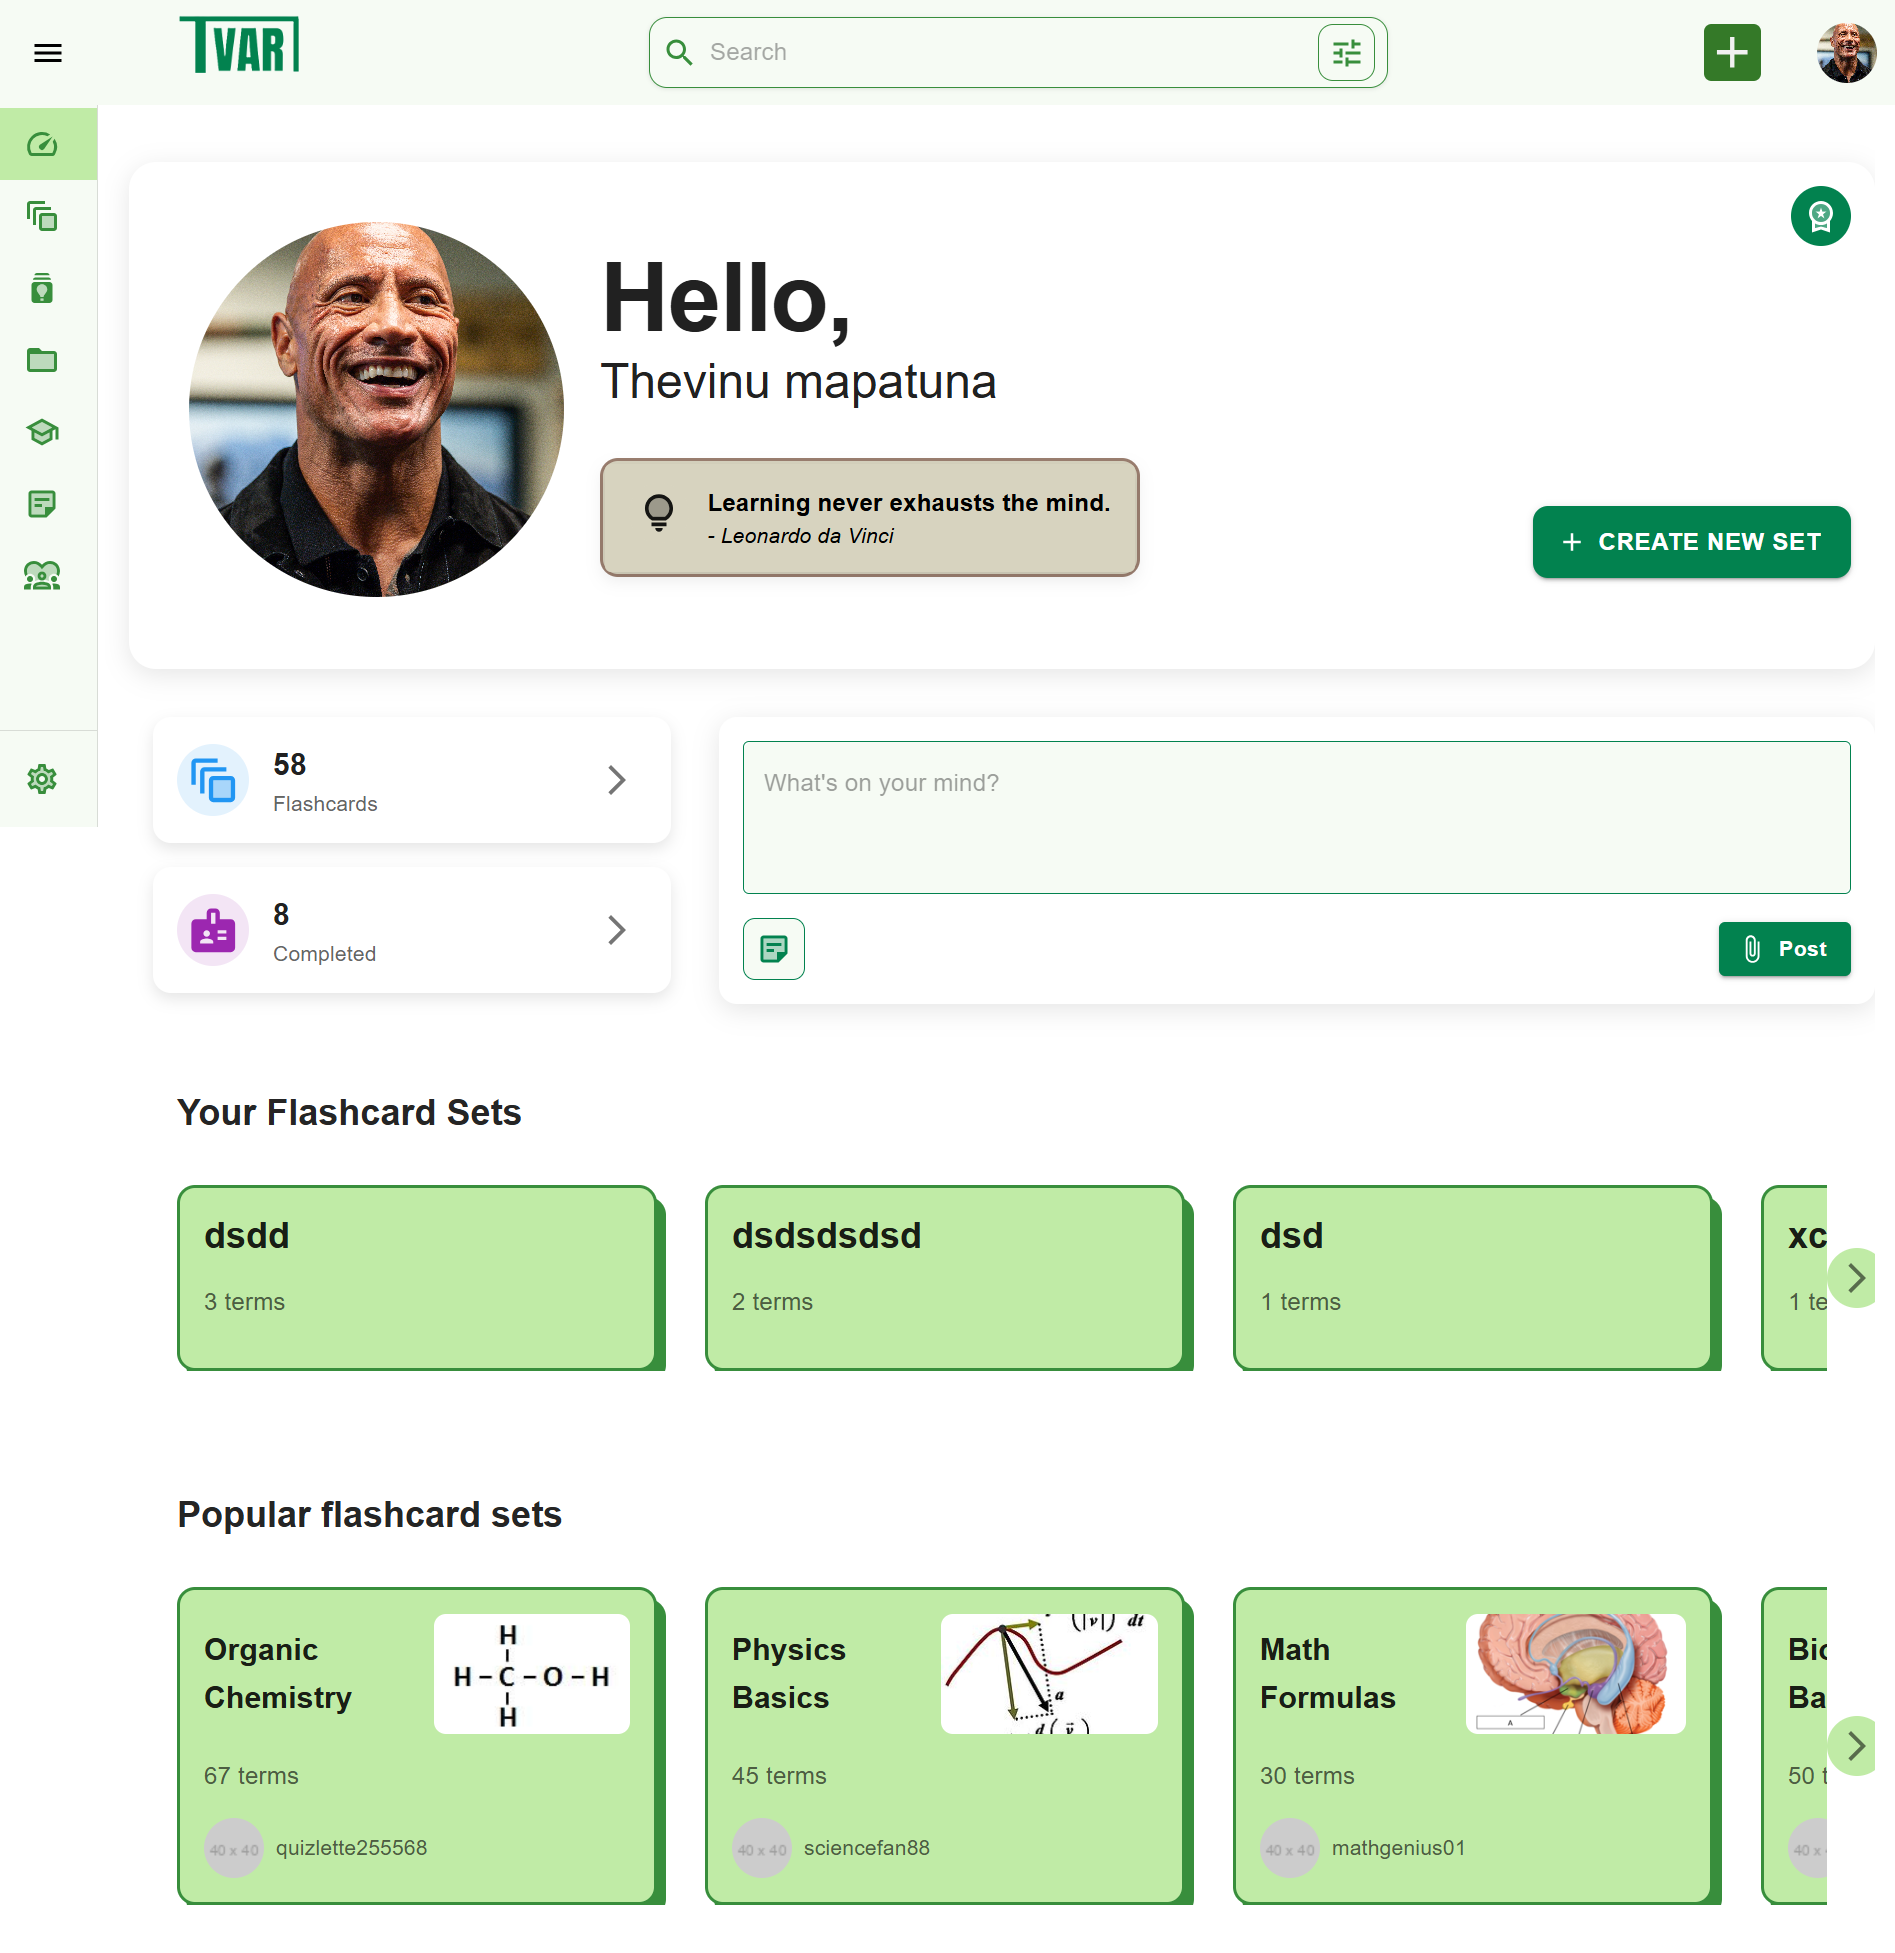 TVAR
Search
Hello,
Thevinu mapatuna
Learning never exhausts the mind.
- Leonardo da Vinci
+ CREATE NEW SET
58
Flashcards
8
Completed
What's on your mind?
Post
Your Flashcard Sets
dsdd
3 terms
dsdsdsdsd
2 terms
dsd
1 terms
xc
1 te
Popular flashcard sets
Organic
Chemistry
H
H-C-O-H
H
67 terms
40 x 40
quizlette255568
Physics
Basics
(|v|) dt
a
d(v)
45 terms
40 x 40
sciencefan88
Math
Formulas
A
30 terms
40 x 40
mathgenius01
Bio
Ba
50 t
40 x